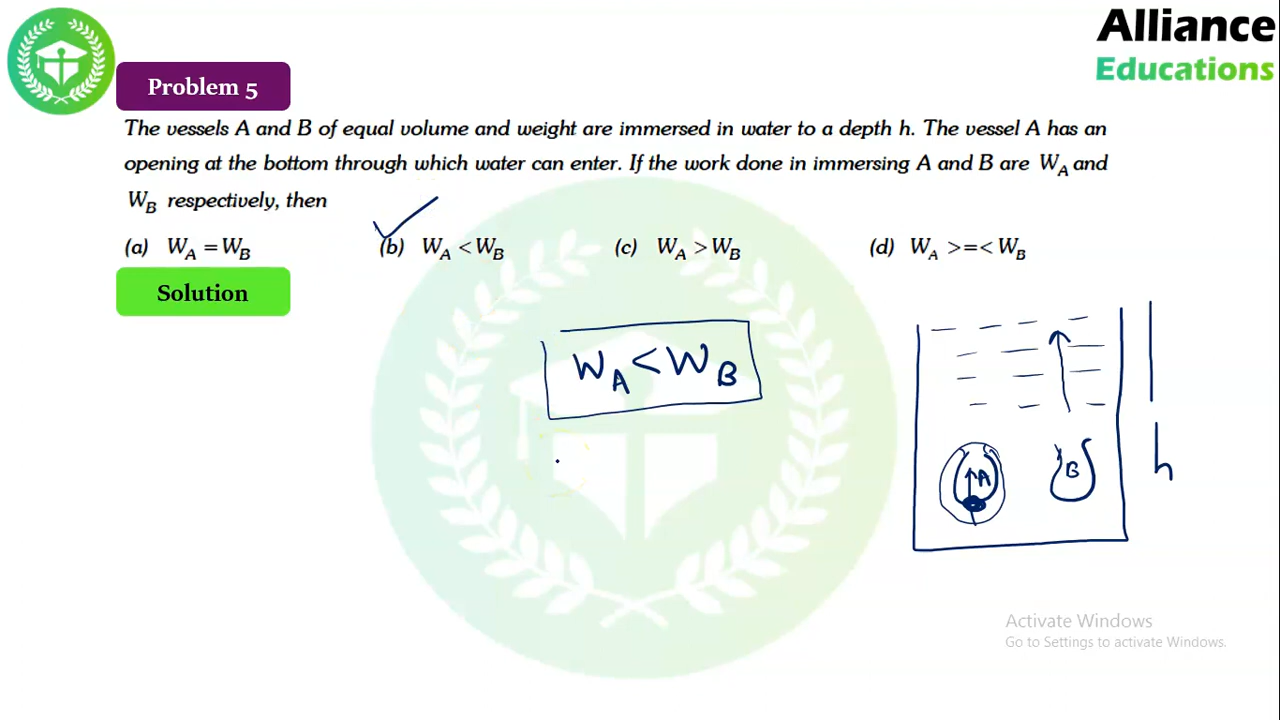 Alliance
Educations
Problem 5
The vessels A and B of equal volume and weight are immersed in water to a depth h. The vessel A has an
opening at the bottom through which water can enter. If the work done in immersing A and B are W_A and
W_B respectively, then
(a) W_A = W_B (b) W_A < W_B (c) W_A > W_B (d) W_A >=< W_B
Solution
W_A < W_B
A B h
Activate Windows
Go to Settings to activate Windows.